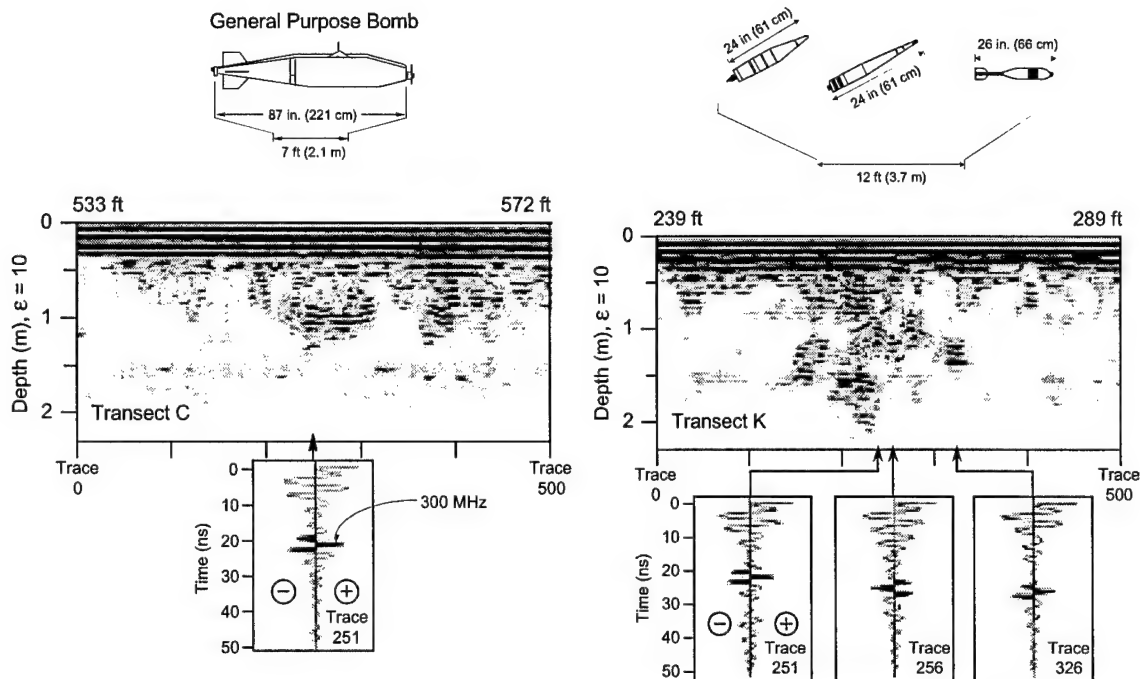 General Purpose Bomb
87 in. (221 cm)
7 ft (2.1 m)
533 ft
572 ft
0
1
2
Depth (m), ε = 10
Transect C
Trace
0
Trace
500
0
10
20
30
40
50
Time (ns)
300 MHz
−
+
Trace
251
24 in (61 cm)
24 in (61 cm)
26 in. (66 cm)
12 ft (3.7 m)
239 ft
289 ft
0
1
2
Depth (m), ε = 10
Transect K
Trace
0
Trace
500
0
10
20
30
40
50
Time (ns)
−
+
Trace
251
Trace
256
Trace
326